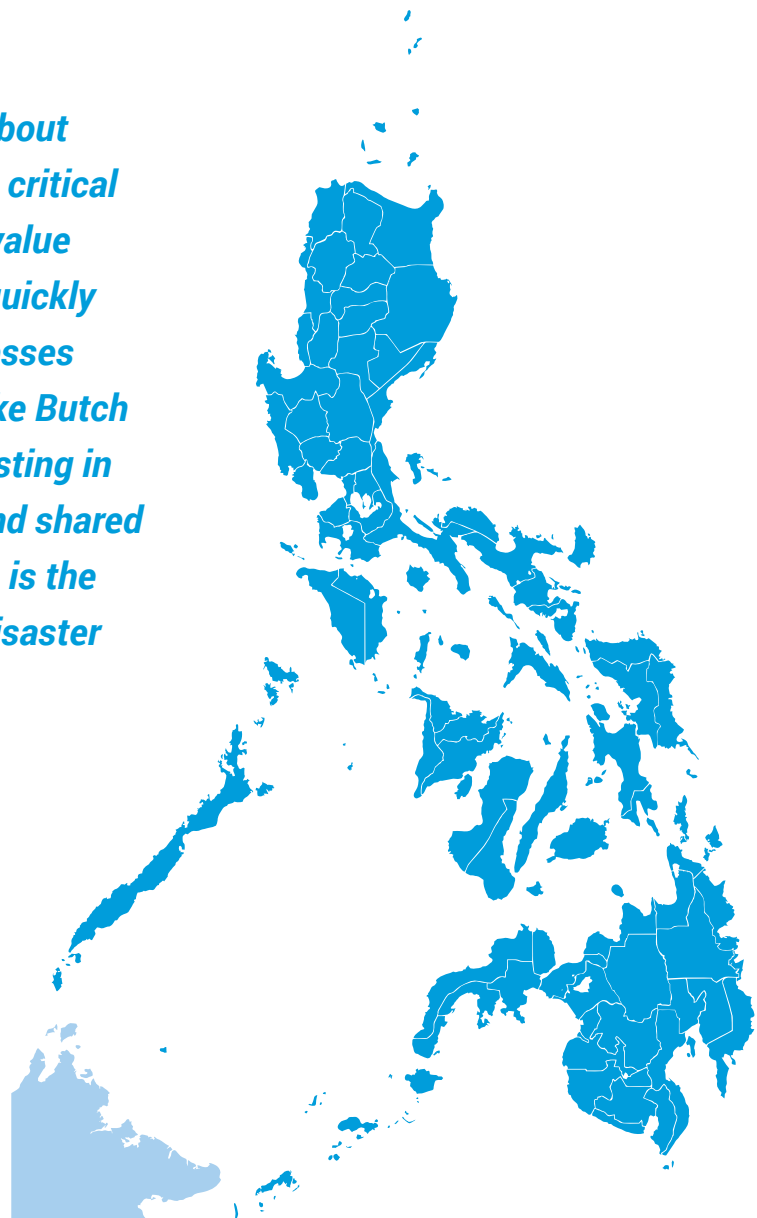 bout
critical
value
uickly
sses
ke Butch
sting in
nd shared
is the
isaster